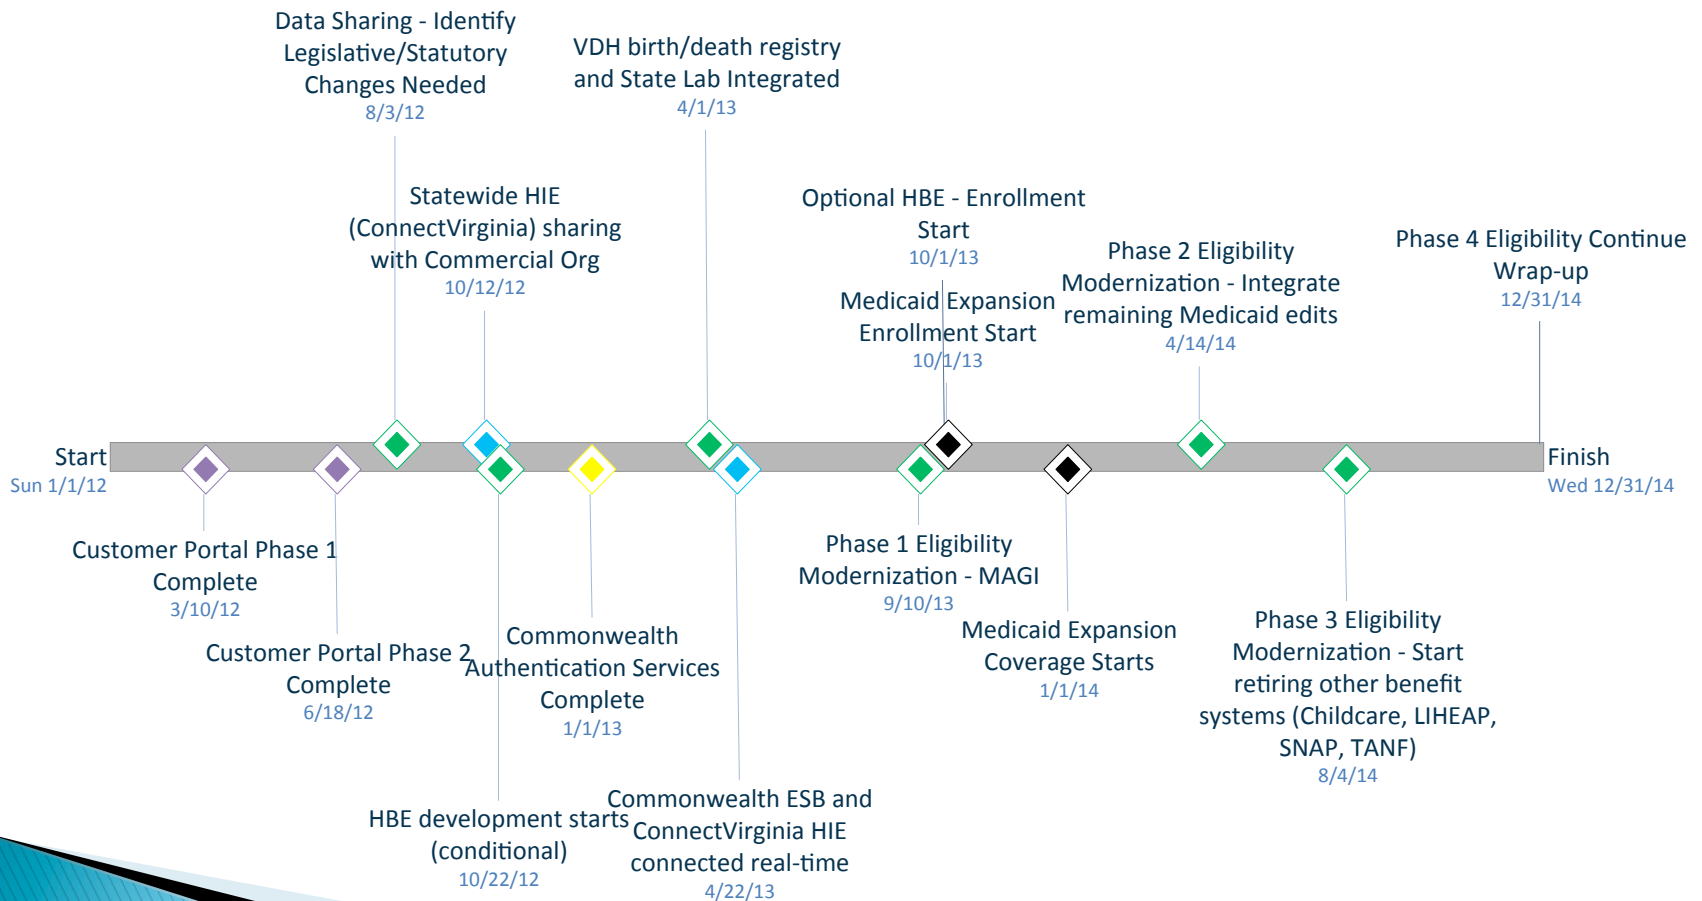 Data Sharing - Identify
Legislative/Statutory
Changes Needed
8/3/12
VDH birth/death registry
and State Lab Integrated
4/1/13
Statewide HIE
(ConnectVirginia) sharing
with Commercial Org
10/12/12
Optional HBE - Enrollment
Start
10/1/13
Medicaid Expansion
Enrollment Start
10/1/13
Phase 2 Eligibility
Modernization - Integrate
remaining Medicaid edits
4/14/14
Phase 4 Eligibility Continue
Wrap-up
12/31/14
Start
Sun 1/1/12
Finish
Wed 12/31/14
Customer Portal Phase 1
Complete
3/10/12
Customer Portal Phase 2
Complete
6/18/12
HBE development starts
(conditional)
10/22/12
Commonwealth
Authentication Services
Complete
1/1/13
Commonwealth ESB and
ConnectVirginia HIE
connected real-time
4/22/13
Phase 1 Eligibility
Modernization - MAGI
9/10/13
Medicaid Expansion
Coverage Starts
1/1/14
Phase 3 Eligibility
Modernization - Start
retiring other benefit
systems (Childcare, LIHEAP,
SNAP, TANF)
8/4/14